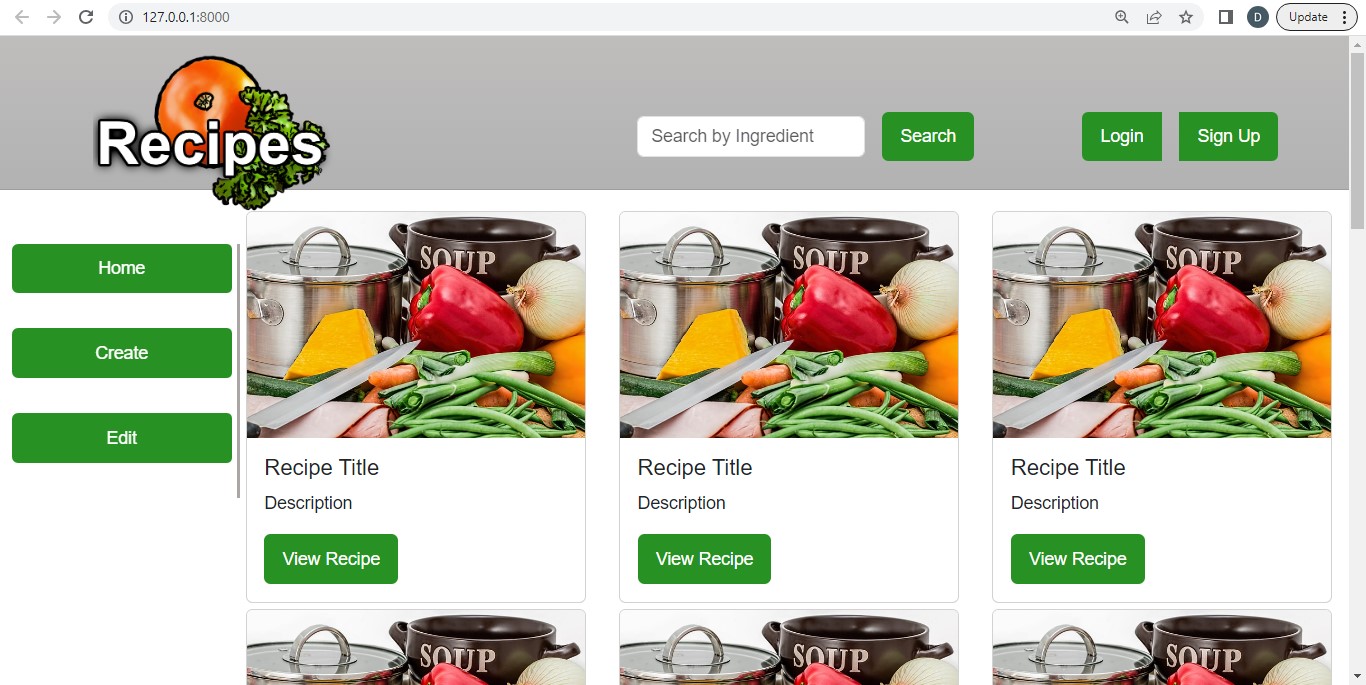 127.0.0.1:8000
D
Update
Recipes
Search by Ingredient
Search
Login
Sign Up
Home
Create
Edit
SOUP
SOUP
SOUP
Recipe Title
Recipe Title
Recipe Title
Description
Description
Description
View Recipe
View Recipe
View Recipe
SOUP
SOUP
SOUP